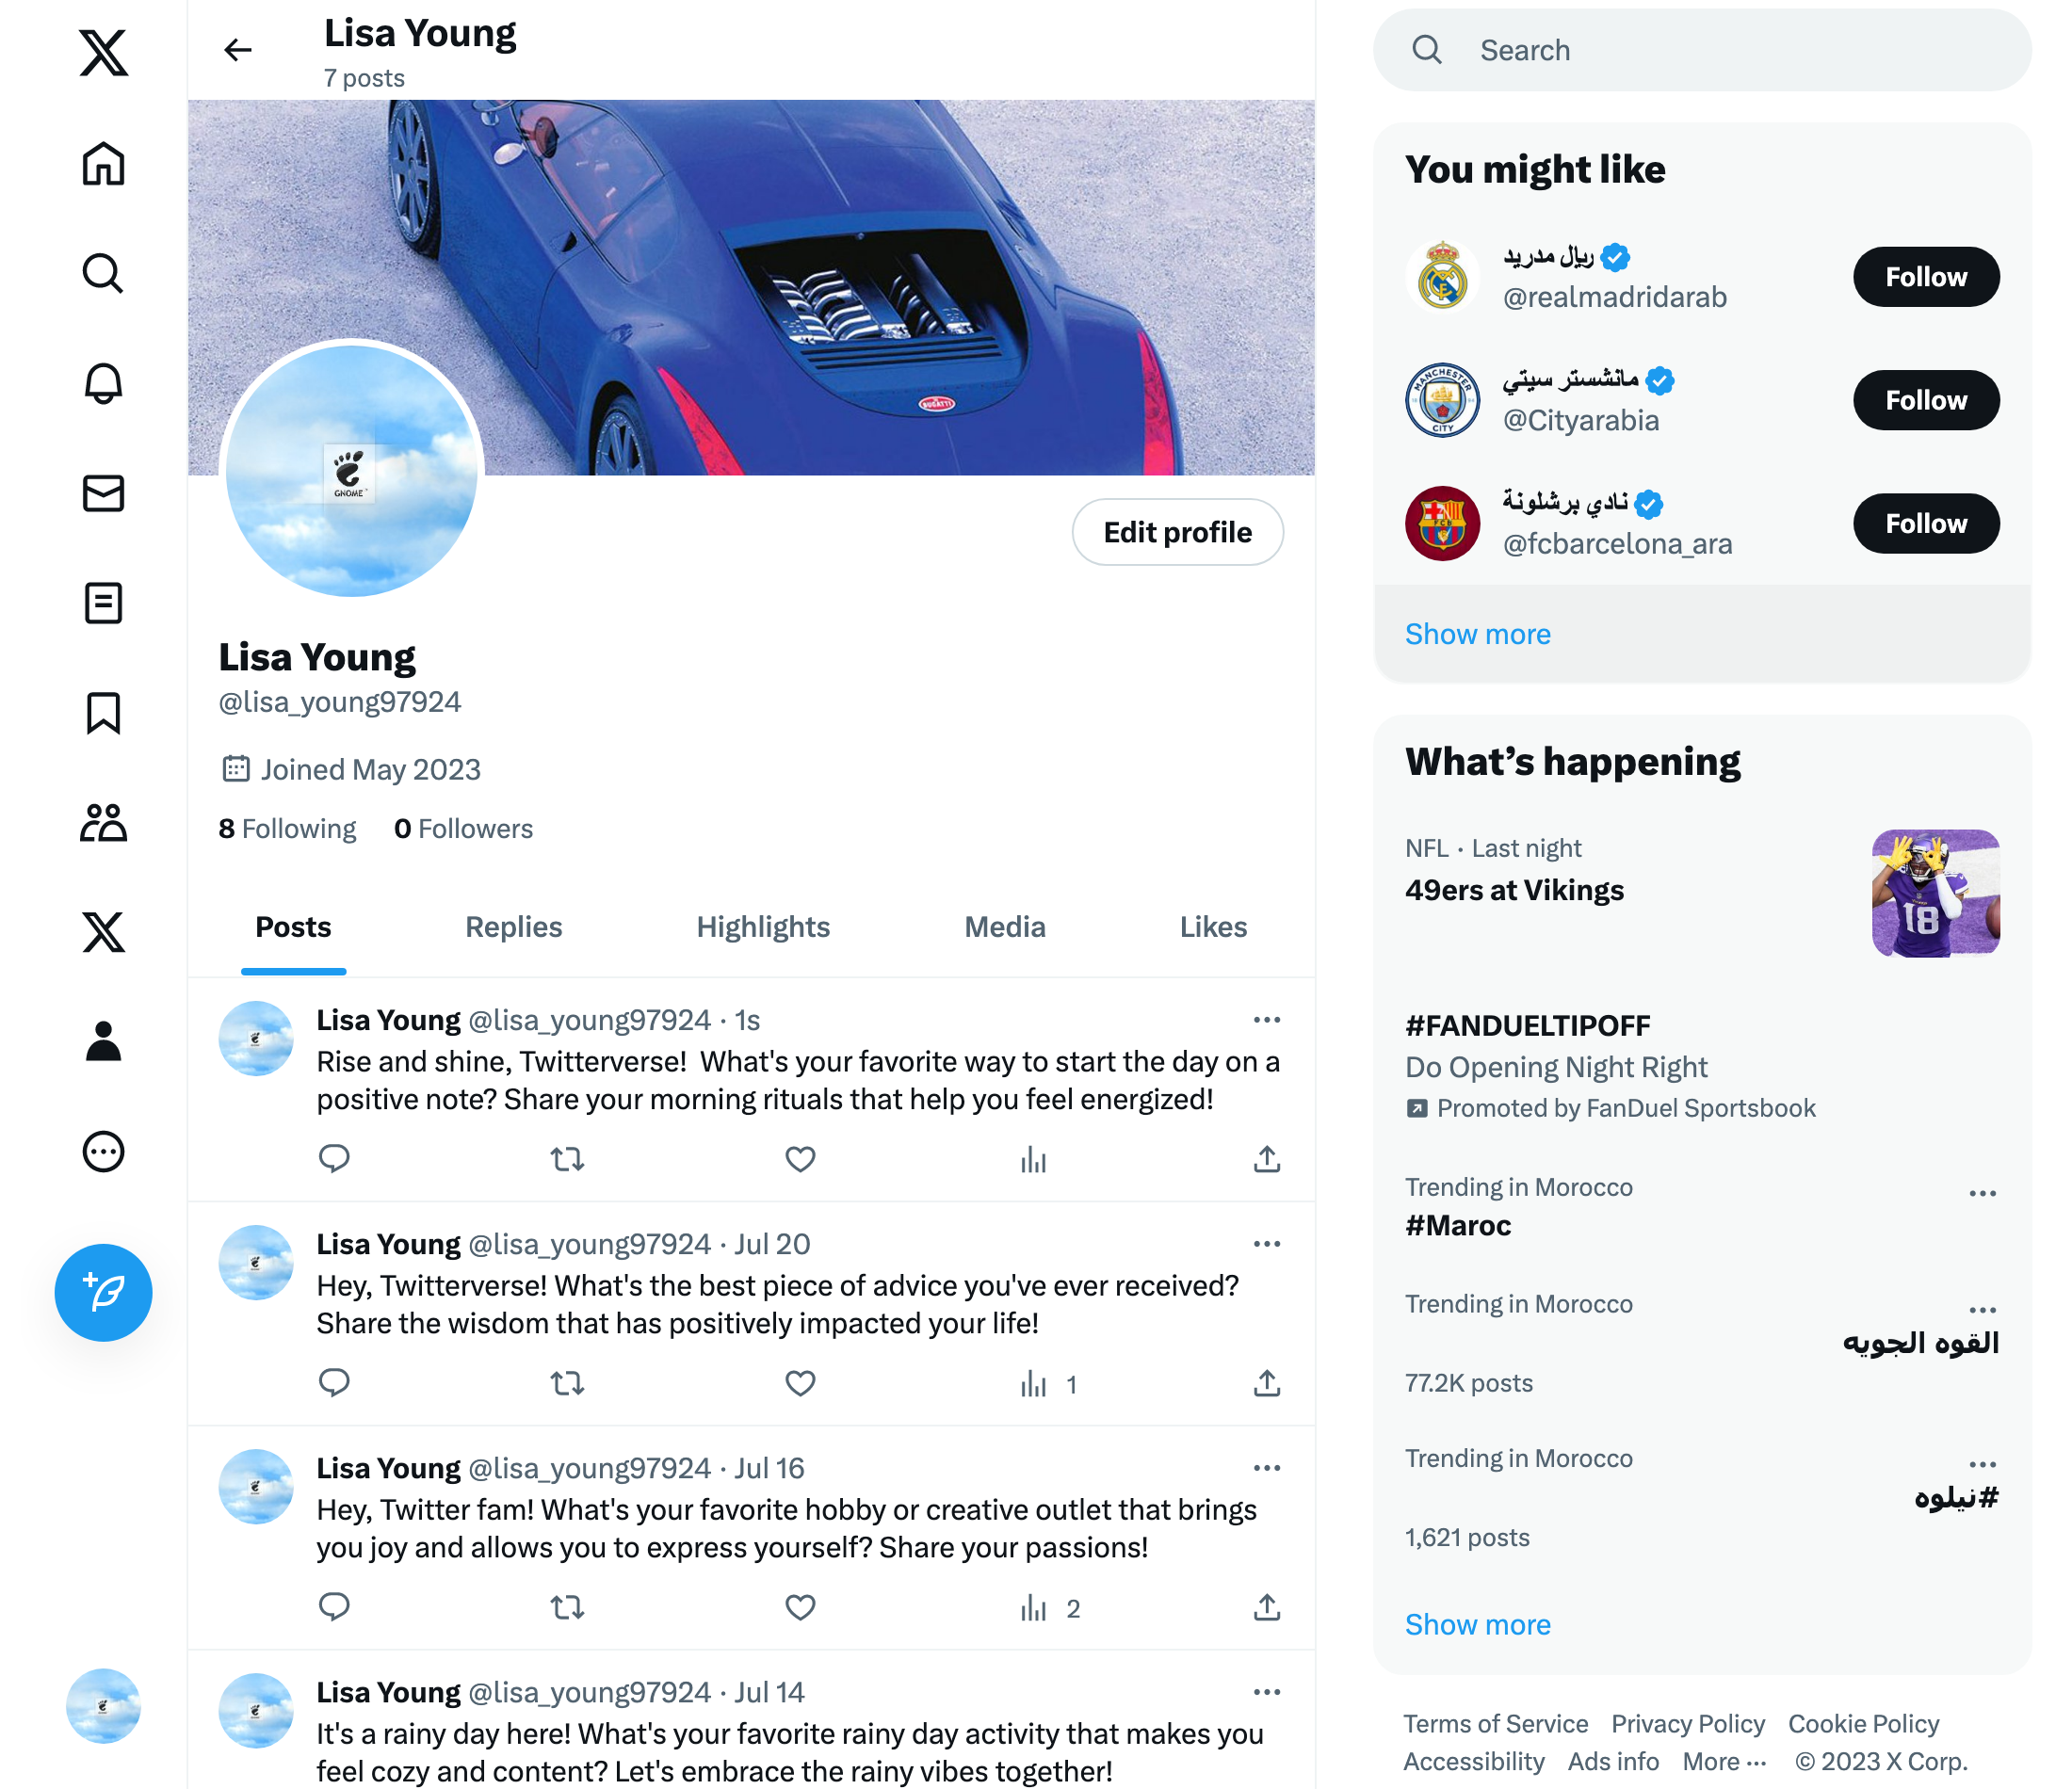 Lisa Young
7 posts
BUGATTI
GNOME™
Edit profile
Lisa Young
@lisa_young97924
Joined May 2023
8 Following 0 Followers
Posts Replies Highlights Media Likes
Lisa Young @lisa_young97924 · 1s
Rise and shine, Twitterverse!  What's your favorite way to start the day on a
positive note? Share your morning rituals that help you feel energized!
Lisa Young @lisa_young97924 · Jul 20
Hey, Twitterverse! What's the best piece of advice you've ever received?
Share the wisdom that has positively impacted your life!
1
Lisa Young @lisa_young97924 · Jul 16
Hey, Twitter fam! What's your favorite hobby or creative outlet that brings
you joy and allows you to express yourself? Share your passions!
2
Lisa Young @lisa_young97924 · Jul 14
It's a rainy day here! What's your favorite rainy day activity that makes you
feel cozy and content? Let's embrace the rainy vibes together!
Search
You might like
ريال مدريد
@realmadridarab
Follow
MANCHESTER
CITY
مانشستر سيتي
@Cityarabia
Follow
FCB
نادي برشلونة
@fcbarcelona_ara
Follow
Show more
What’s happening
NFL · Last night
49ers at Vikings
18
#FANDUELTIPOFF
Do Opening Night Right
Promoted by FanDuel Sportsbook
Trending in Morocco
#Maroc
Trending in Morocco
القوه الجويه
77.2K posts
Trending in Morocco
#نيلوه
1,621 posts
Show more
Terms of Service Privacy Policy Cookie Policy
Accessibility Ads info More ··· © 2023 X Corp.